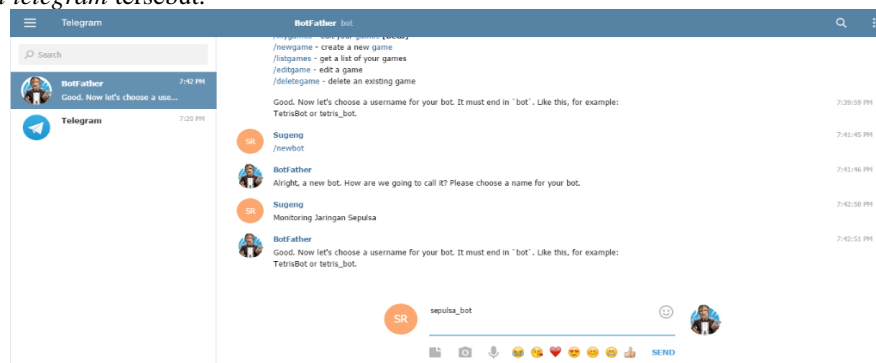 telegram tersebut.
Telegram
BotFather bot
Search
BotFather 7:42 PM
Good. Now let's choose a use...
Telegram 7:20 PM
/newgame - create a new game
/listgames - get a list of your games
/editgame - edit a game
/deletegame - delete an existing game
Good. Now let's choose a username for your bot. It must end in `bot`. Like this, for example: 7:39:59 PM
TetrisBot or tetris_bot.
SR
Sugeng 7:41:45 PM
/newbot
BotFather 7:41:46 PM
Alright, a new bot. How are we going to call it? Please choose a name for your bot.
SR
Sugeng 7:42:50 PM
Monitoring Jaringan Sepulsa
BotFather 7:42:51 PM
Good. Now let's choose a username for your bot. It must end in `bot`. Like this, for example:
TetrisBot or tetris_bot.
SR
sepulsa_bot
SEND